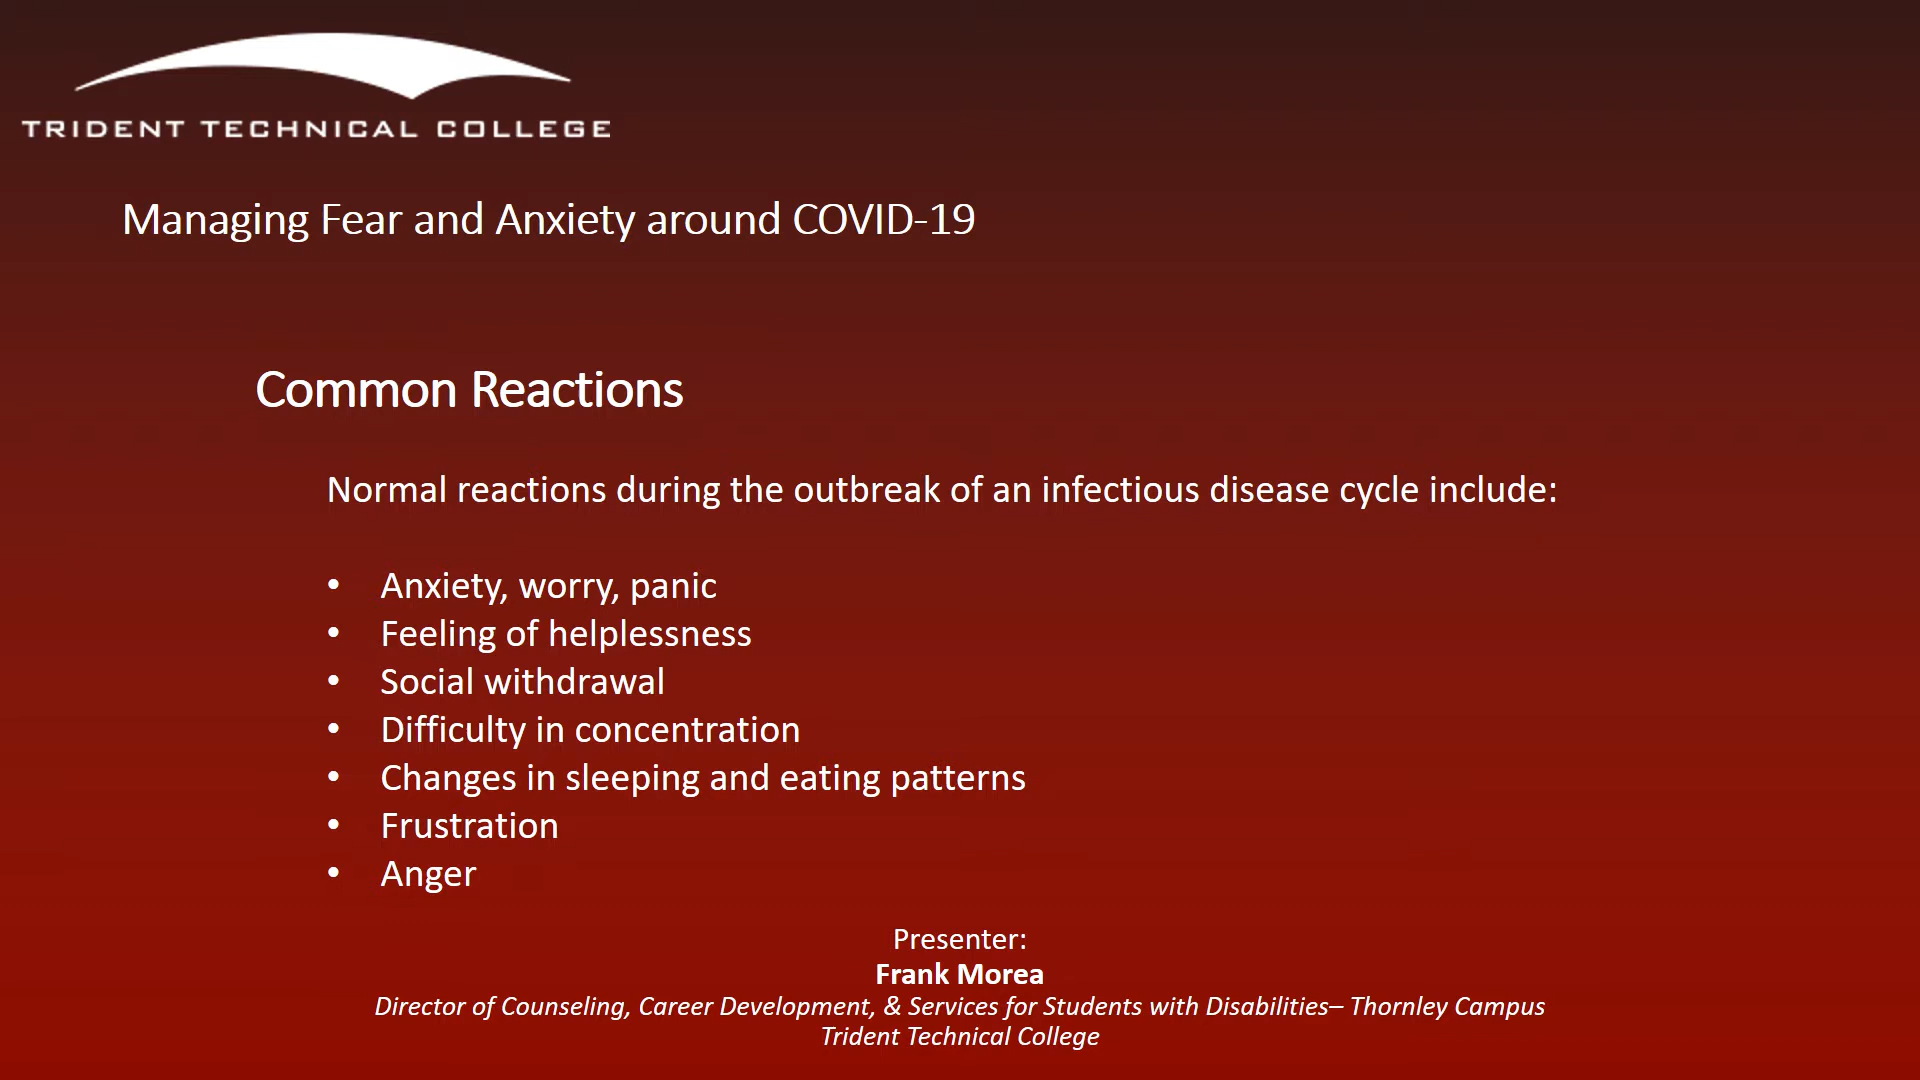 TRIDENT TECHNICAL COLLEGE
Managing Fear and Anxiety around COVID-19
Common Reactions
Normal reactions during the outbreak of an infectious disease cycle include:
• Anxiety, worry, panic
• Feeling of helplessness
• Social withdrawal
• Difficulty in concentration
• Changes in sleeping and eating patterns
• Frustration
• Anger
Presenter:
Frank Morea
Director of Counseling, Career Development, & Services for Students with Disabilities– Thornley Campus
Trident Technical College